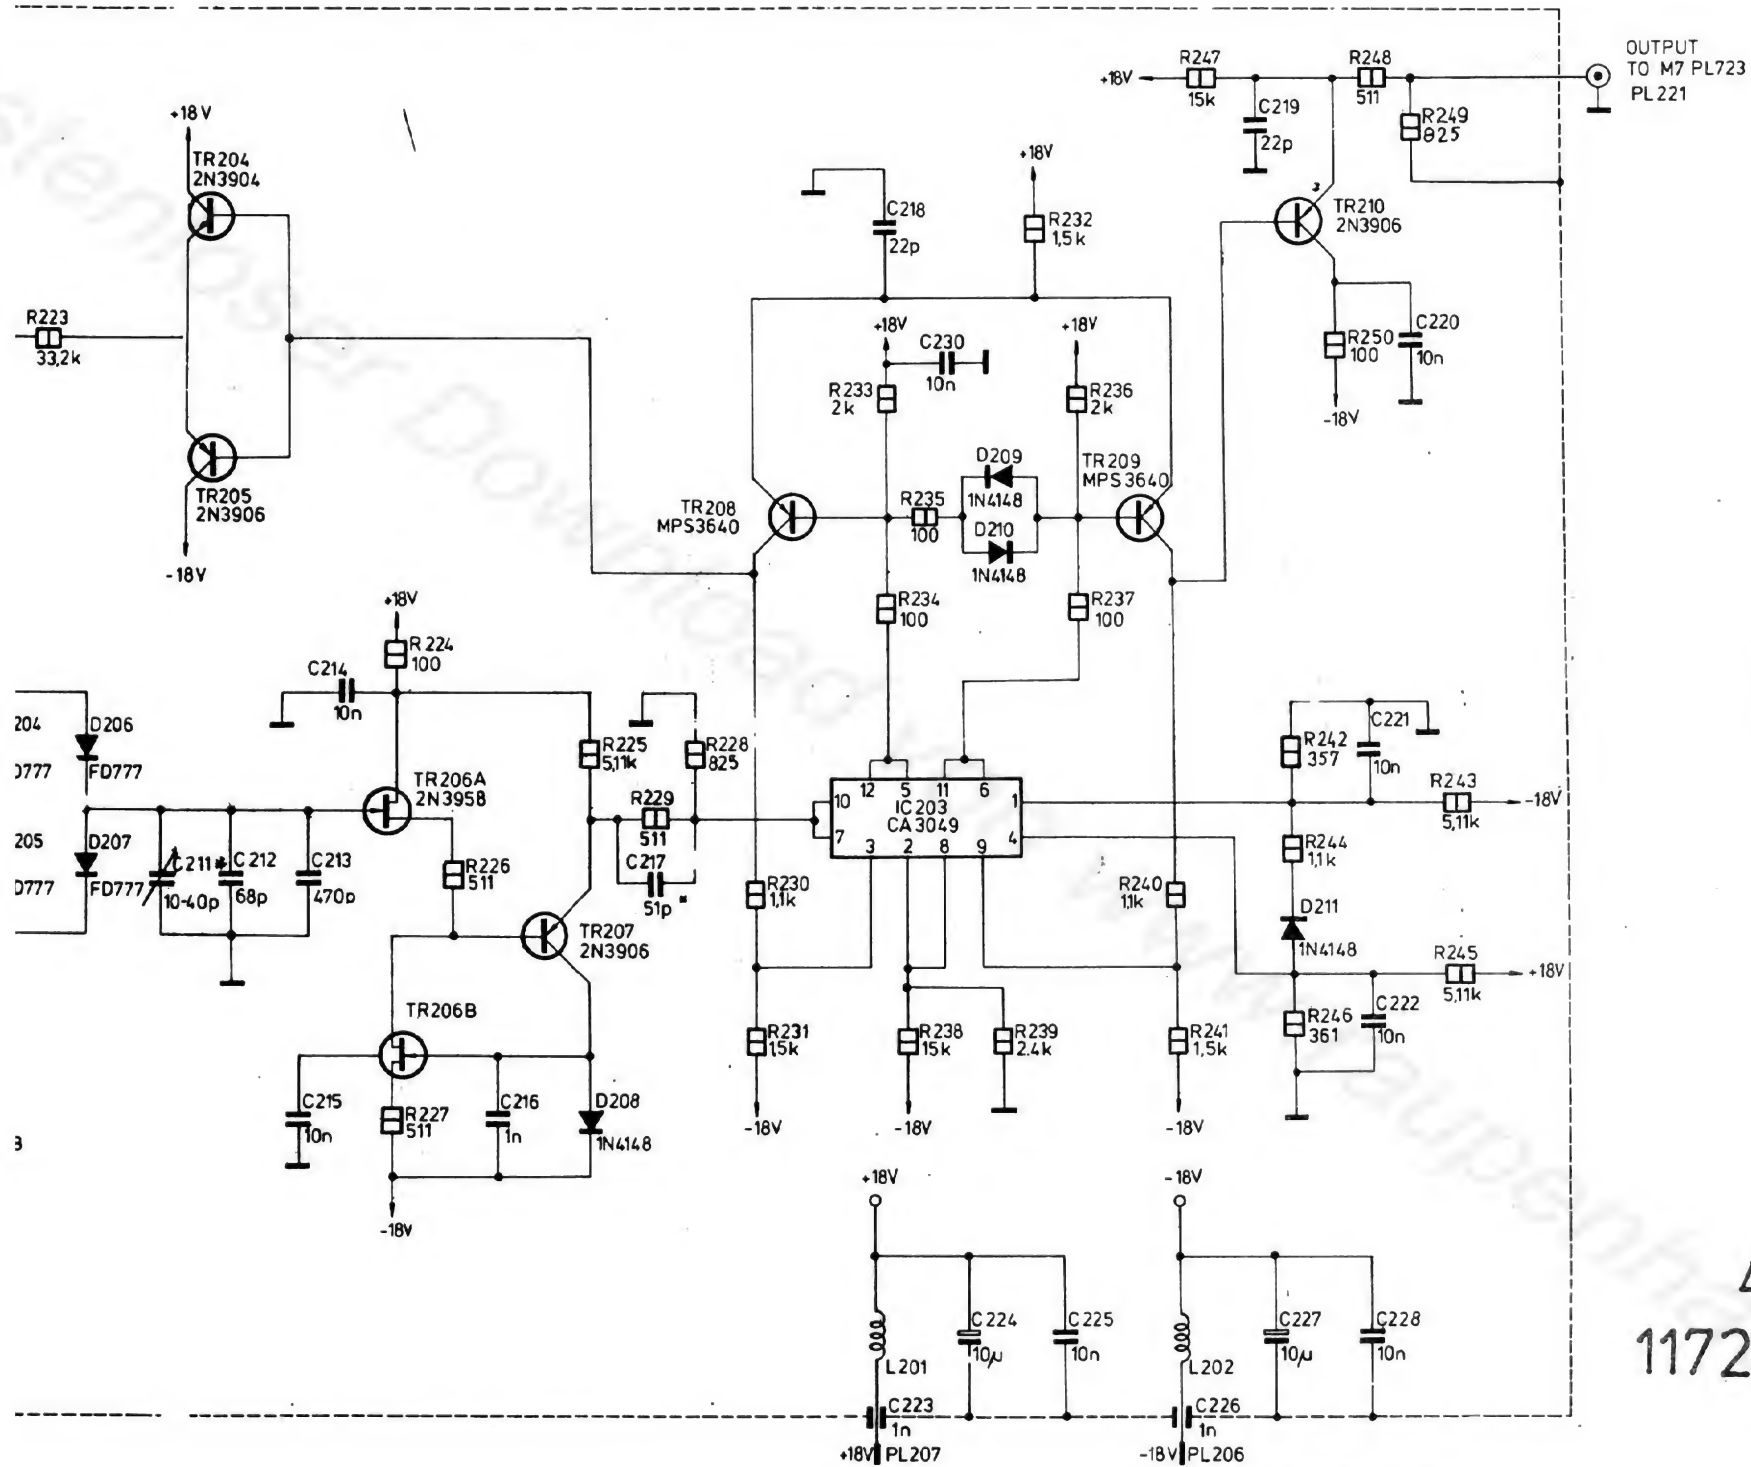 OUTPUT
TO M7 PL723
PL221
R247
+18V
15k
R248
511
C219
22p
R249
825
+18V
TR204
2N3904
+18V
C218
22p
R232
1,5k
3
TR210
2N3906
R223
33,2k
+18V
C230
10n
+18V
R250
100
C220
10n
-18V
R233
2k
R236
2k
TR205
2N3906
-18V
TR208
MPS3640
R235
100
D209
1N4148
D210
1N4148
TR209
MPS3640
+18V
R224
100
R234
100
R237
100
C214
10n
204
D206
FD777
R225
5,11k
R228
825
C221
10n
R242
357
R243
5,11k
-18V
TR206A
2N3958
R229
511
12 5 11 6
10
7
IC203
CA3049
1
4
3 2 8 9
205
D207
FD777
C211*
10-40p
C212
68p
C213
470p
R226
511
C217
51p *
R244
1,1k
R230
1,1k
R240
1,1k
D211
1N4148
TR207
2N3906
R245
5,11k
+18V
TR206B
R231
1,5k
R238
15k
R239
2.4k
R241
1,5k
R246
361
C222
10n
C215
10n
R227
511
C216
1n
D208
1N4148
-18V
-18V
-18V
-18V
+18V
-18V
L201
C224
10µ
C225
10n
L202
C227
10µ
C228
10n
C223
1n
C226
1n
+18V PL207
-18V PL206
1172